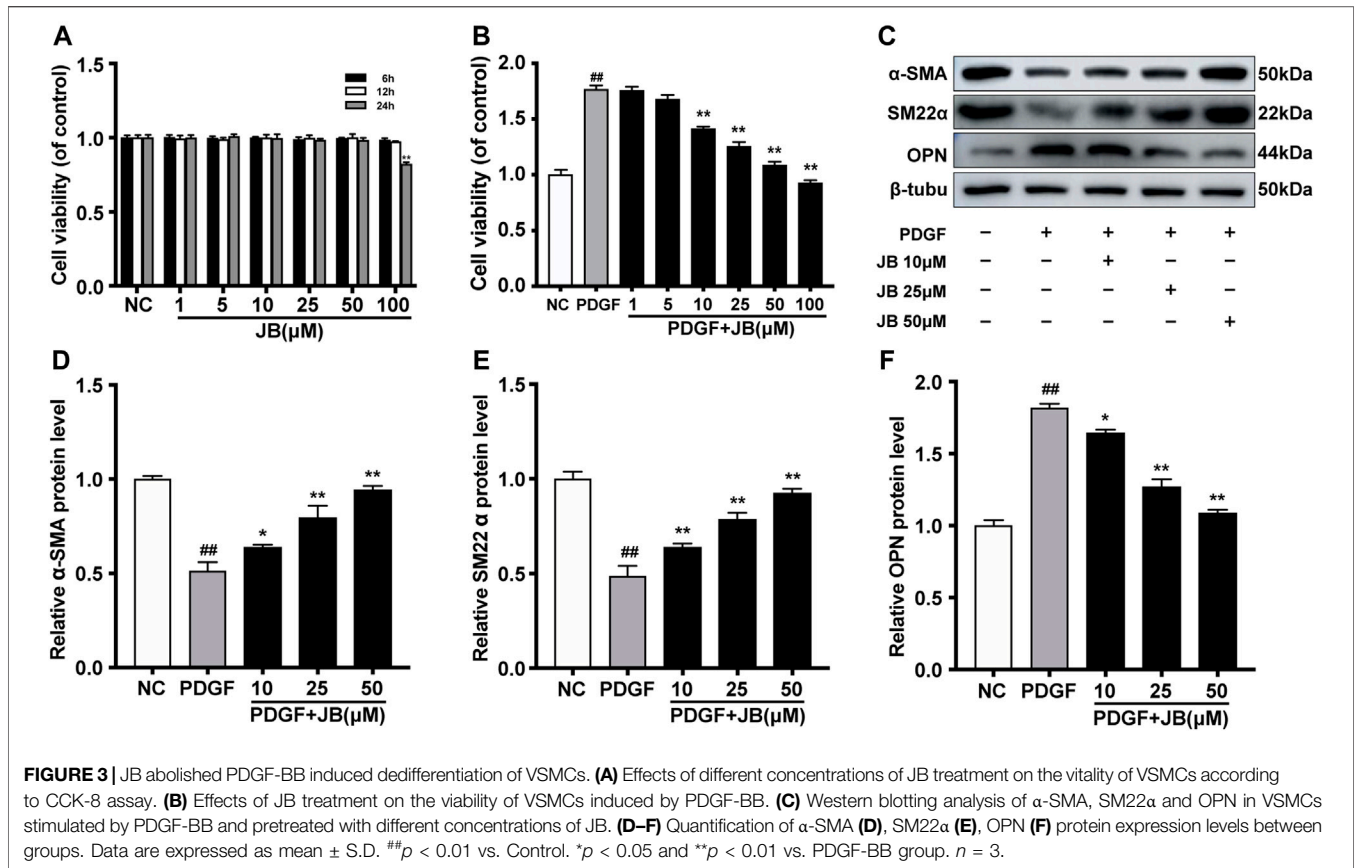 A
Cell viability (of control)
1.5
1.0
0.5
0.0
6h
12h
24h
**
NC 1 5 10 25 50 100
JB(μM)
B
Cell viability (of control)
2.0
1.5
1.0
0.5
0.0
##
**
**
**
**
NC PDGF 1 5 10 25 50 100
PDGF+JB(μM)
C
α-SMA 50kDa
SM22α 22kDa
OPN 44kDa
β-tubu 50kDa
PDGF − + + + +
JB 10μM − − + − −
JB 25μM − − − + −
JB 50μM − − − − +
D
Relative α-SMA protein level
1.5
1.0
0.5
0.0
##
*
**
**
NC PDGF 10 25 50
PDGF+JB(μM)
E
Relative SM22 α protein level
1.5
1.0
0.5
0.0
##
**
**
**
NC PDGF 10 25 50
PDGF+JB(μM)
F
Relative OPN protein level
2.0
1.5
1.0
0.5
0.0
##
*
**
**
NC PDGF 10 25 50
PDGF+JB(μM)
FIGURE 3 | JB abolished PDGF-BB induced dedifferentiation of VSMCs. (A) Effects of different concentrations of JB treatment on the vitality of VSMCs according
to CCK-8 assay. (B) Effects of JB treatment on the viability of VSMCs induced by PDGF-BB. (C) Western blotting analysis of α-SMA, SM22α and OPN in VSMCs
stimulated by PDGF-BB and pretreated with different concentrations of JB. (D–F) Quantification of α-SMA (D), SM22α (E), OPN (F) protein expression levels between
groups. Data are expressed as mean ± S.D. ##p < 0.01 vs. Control. *p < 0.05 and **p < 0.01 vs. PDGF-BB group. n = 3.